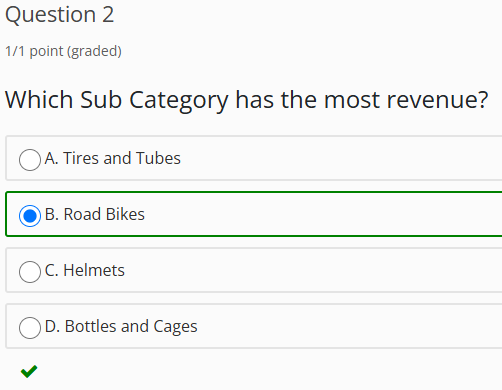 Question 2
1/1 point (graded)
Which Sub Category has the most revenue?
A. Tires and Tubes
B. Road Bikes
C. Helmets
D. Bottles and Cages